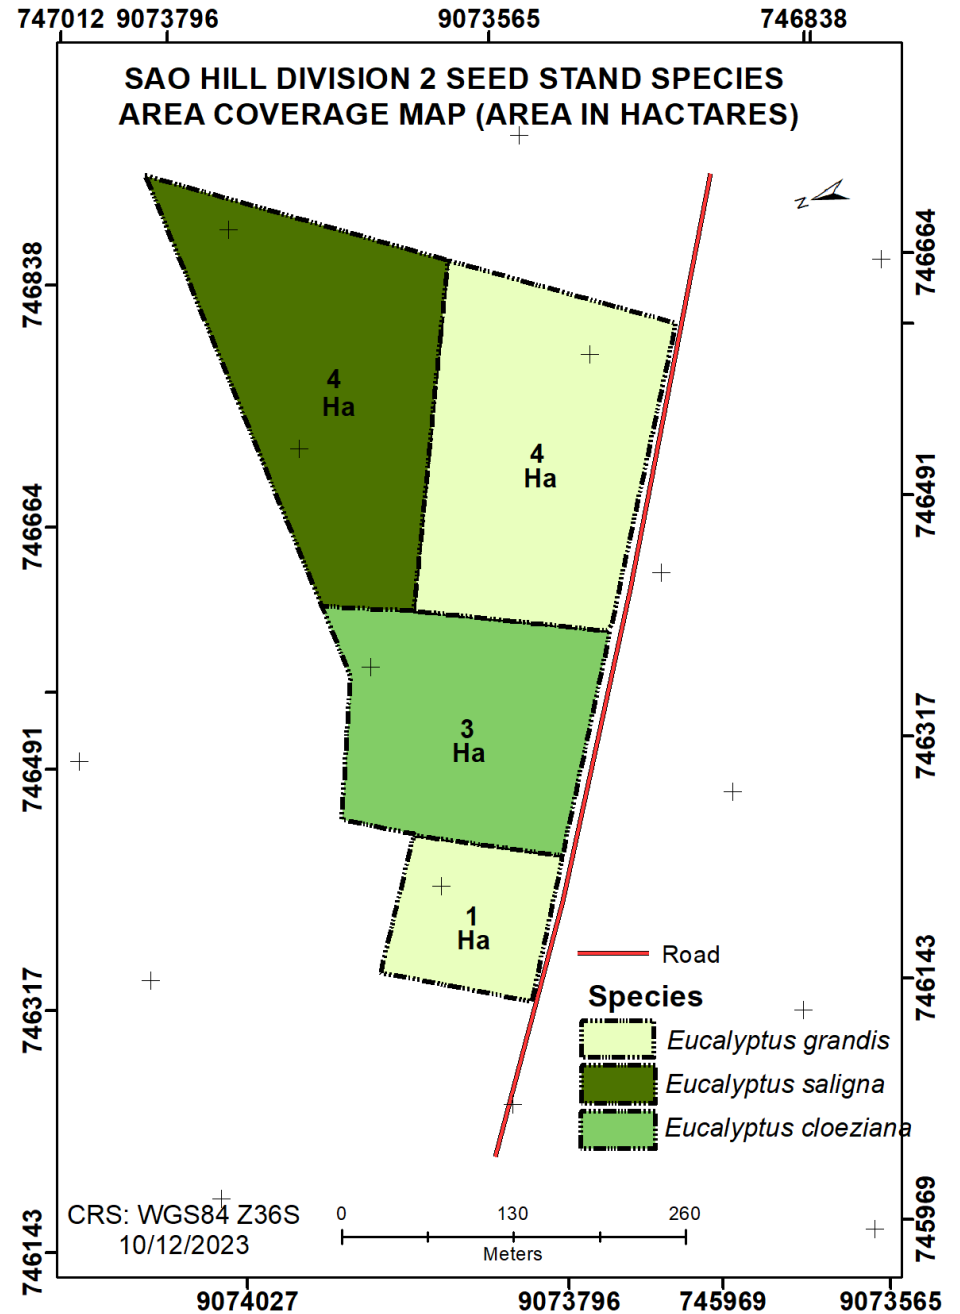 747012 9073796 9073565 746838
SAO HILL DIVISION 2 SEED STAND SPECIES
AREA COVERAGE MAP (AREA IN HACTARES)
N
746838
746664
746491
746317
746143
746664
746491
746317
746143
745969
4
Ha
4
Ha
3
Ha
1
Ha
Road
Species
Eucalyptus grandis
Eucalyptus saligna
Eucalyptus cloeziana
CRS: WGS84 Z36S
10/12/2023
0 130 260
Meters
9074027 9073796 745969 9073565